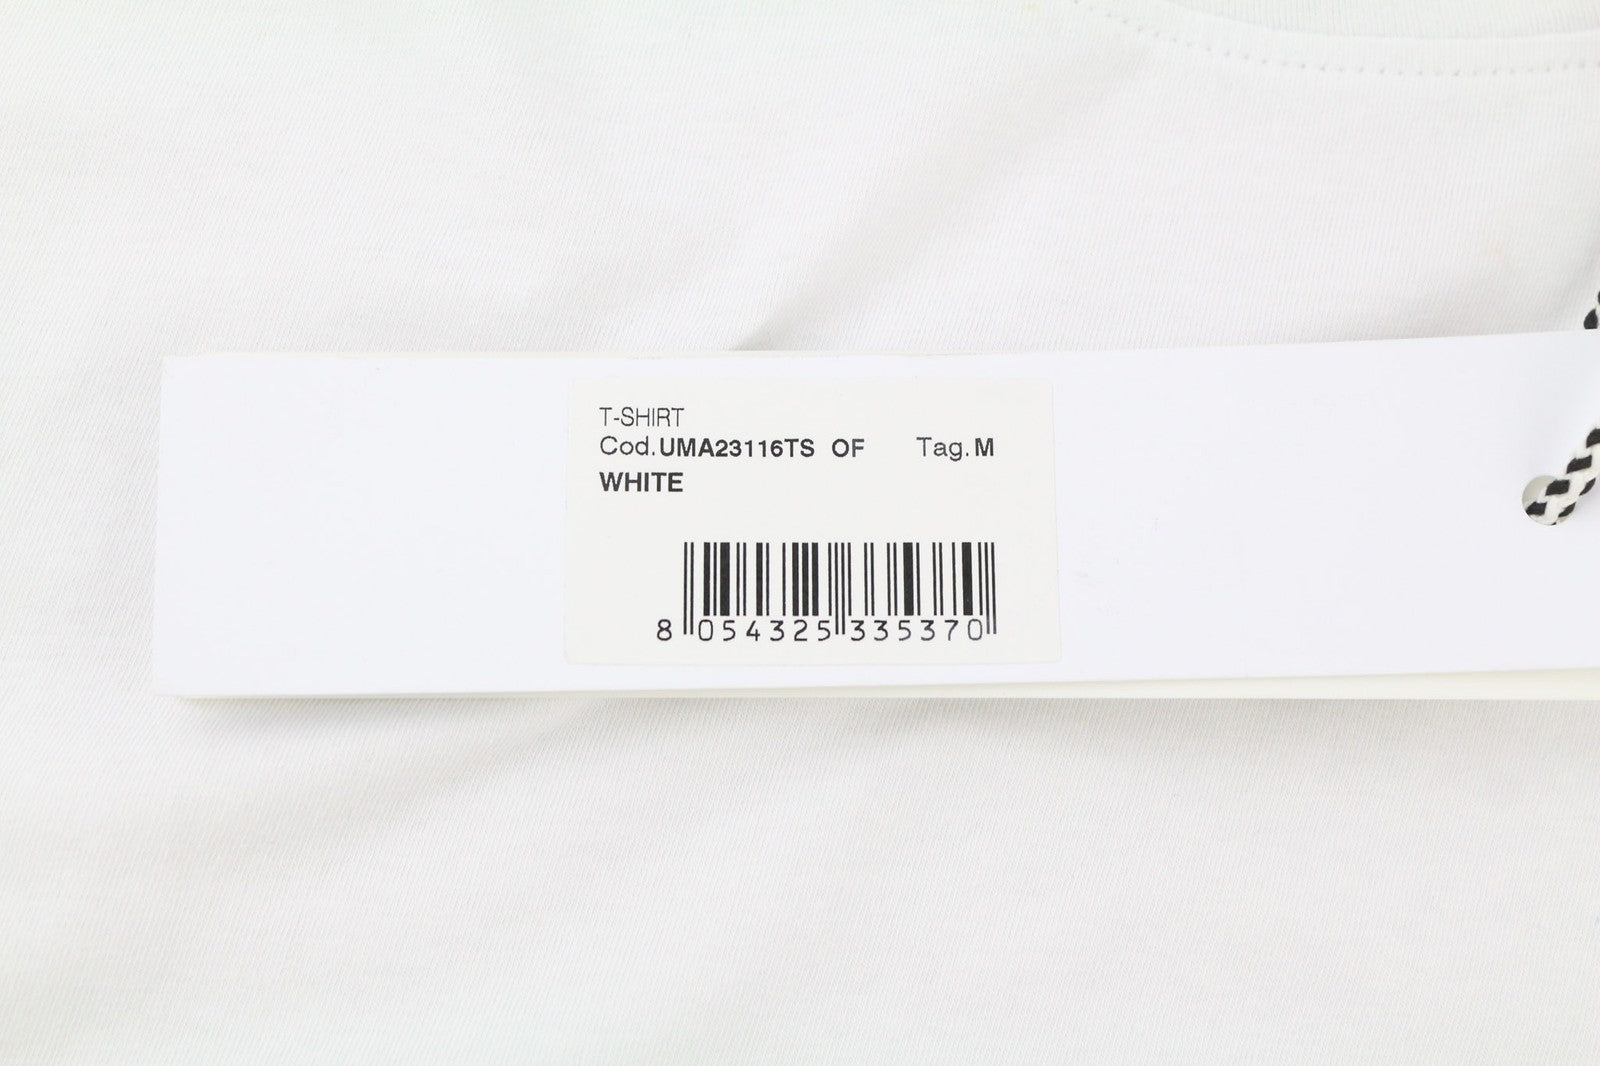 T-SHIRT
Cod.UMA23116TS OF Tag.M
WHITE
8 054325 335370